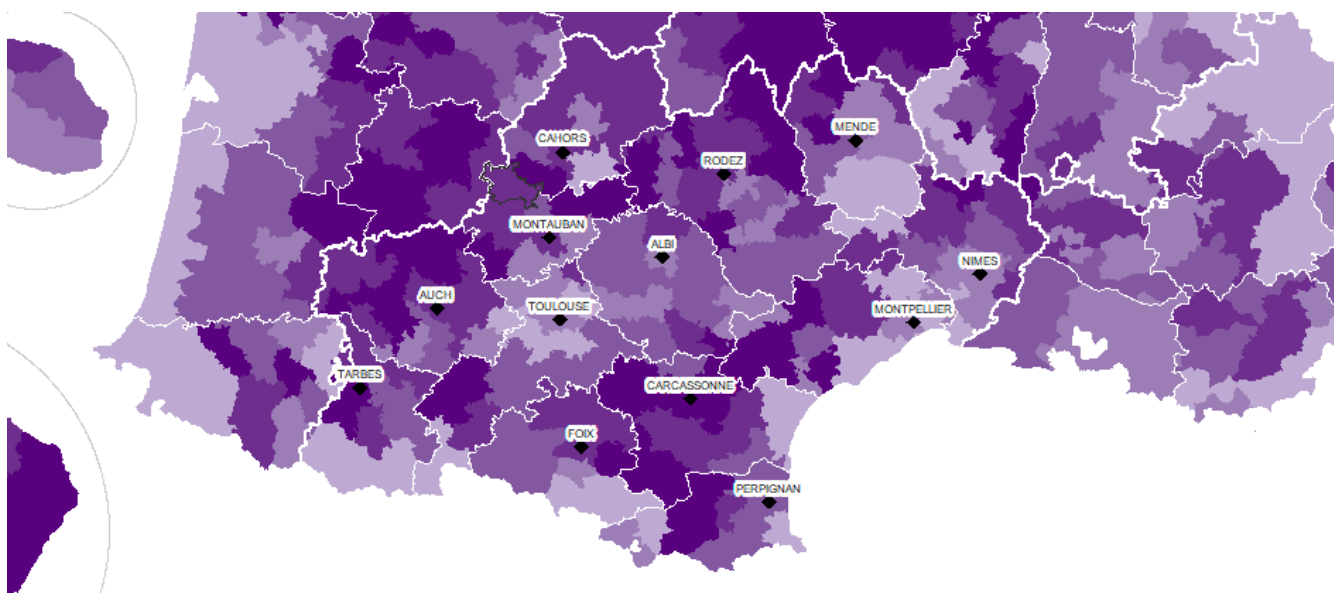 CAHORS
MENDE
RODEZ
MONTAUBAN
ALBI
NIMES
AUCH
TOULOUSE
MONTPELLIER
TARBES
CARCASSONNE
FOIX
PERPIGNAN